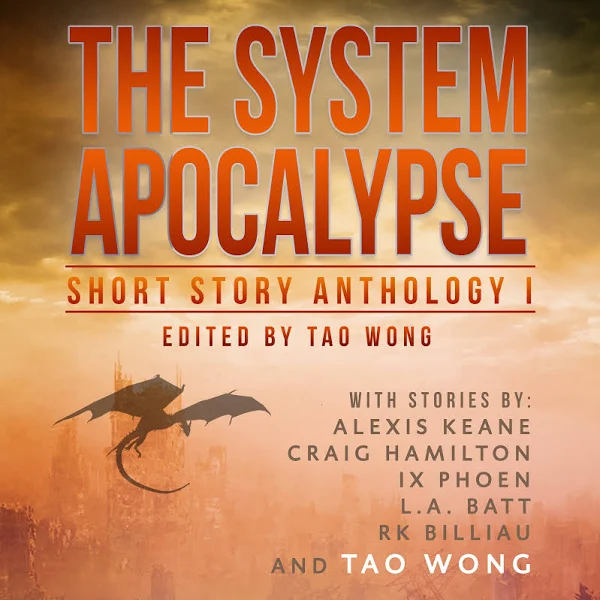 THE SYSTEM
APOCALYPSE
SHORT STORY ANTHOLOGY I
EDITED BY TAO WONG
WITH STORIES BY:
ALEXIS KEANE
CRAIG HAMILTON
IX PHOEN
L.A. BATT
RK BILLIAU
AND TAO WONG